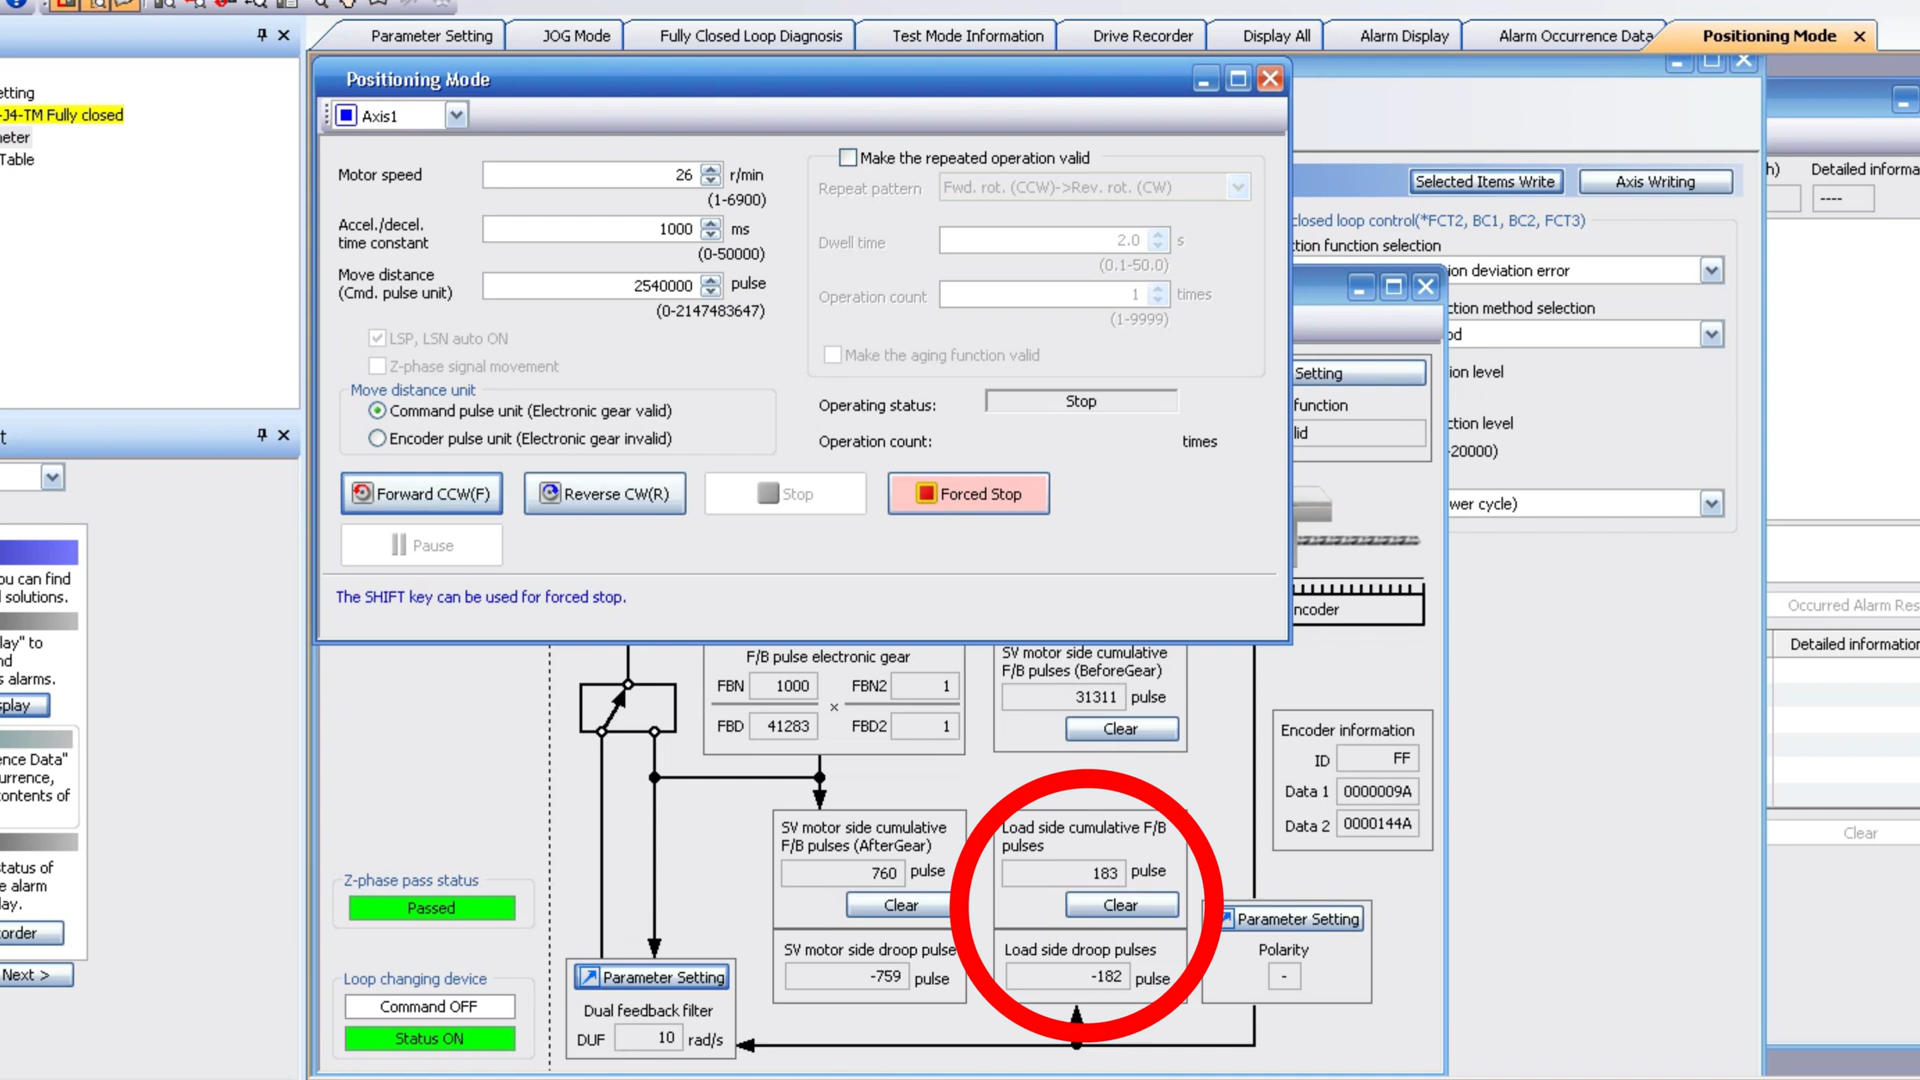 Parameter Setting
JOG Mode
Fully Closed Loop Diagnosis
Test Mode Information
Drive Recorder
Display All
Alarm Display
Alarm Occurrence Data
Positioning Mode
Positioning Mode
Axis1
etting
-J4-TM Fully closed
meter
Table
Motor speed
26
r/min
(1-6900)
Accel./decel.
time constant
1000
ms
(0-50000)
Move distance
(Cmd. pulse unit)
2540000
pulse
(0-2147483647)
LSP, LSN auto ON
Z-phase signal movement
Move distance unit
Command pulse unit (Electronic gear valid)
Encoder pulse unit (Electronic gear invalid)
Make the repeated operation valid
Repeat pattern
Fwd. rot. (CCW)->Rev. rot. (CW)
Dwell time
2.0
s
(0.1-50.0)
Operation count
1
times
(1-9999)
Make the aging function valid
Operating status:
Stop
Operation count:
times
Forward CCW(F)
Reverse CW(R)
Stop
Forced Stop
Pause
The SHIFT key can be used for forced stop.
Selected Items Write
Axis Writing
closed loop control(*FCT2, BC1, BC2, FCT3)
ction function selection
ion deviation error
ction method selection
od
ion level
ction level
-20000)
wer cycle)
Setting
function
lid
ncoder
h)
Detailed informa
----
Occurred Alarm Res
Detailed information
Clear
t
ou can find
solutions.
lay" to
nd
s alarms.
splay
ence Data"
urrence,
contents of
tatus of
e alarm
lay.
order
Next >
F/B pulse electronic gear
FBN
1000
FBN2
1
×
FBD
41283
FBD2
1
SV motor side cumulative
F/B pulses (BeforeGear)
31311
pulse
Clear
Encoder information
ID
FF
Data 1
0000009A
Data 2
0000144A
SV motor side cumulative
F/B pulses (AfterGear)
760
pulse
Clear
SV motor side droop pulse
-759
pulse
Load side cumulative F/B
pulses
183
pulse
Clear
Load side droop pulses
-182
pulse
Parameter Setting
Polarity
-
Z-phase pass status
Passed
Loop changing device
Command OFF
Status ON
Parameter Setting
Dual feedback filter
DUF
10
rad/s